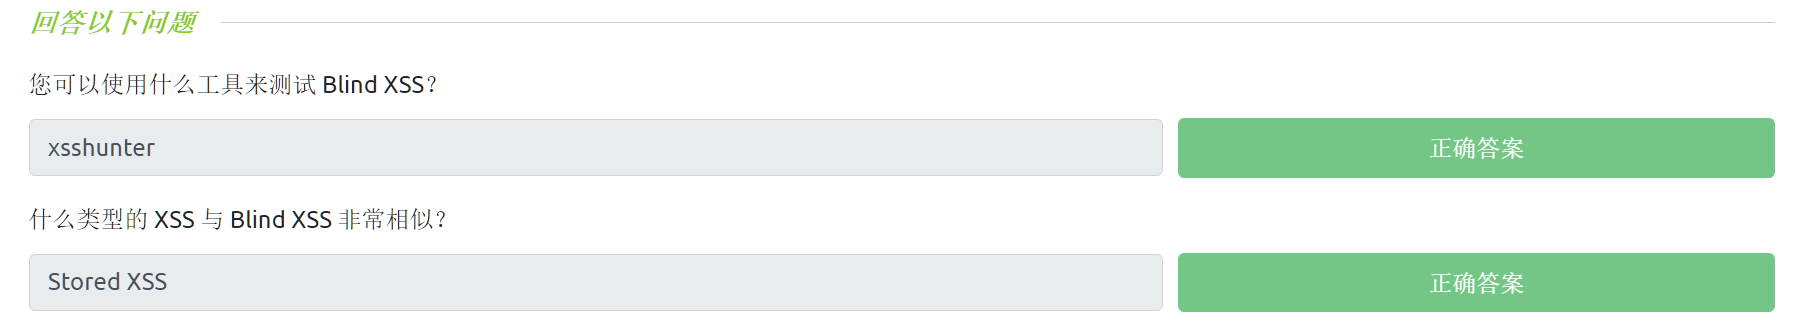 回答以下问题
您可以使用什么工具来测试 Blind XSS？
xsshunter
正确答案
什么类型的 XSS 与 Blind XSS 非常相似？
Stored XSS
正确答案